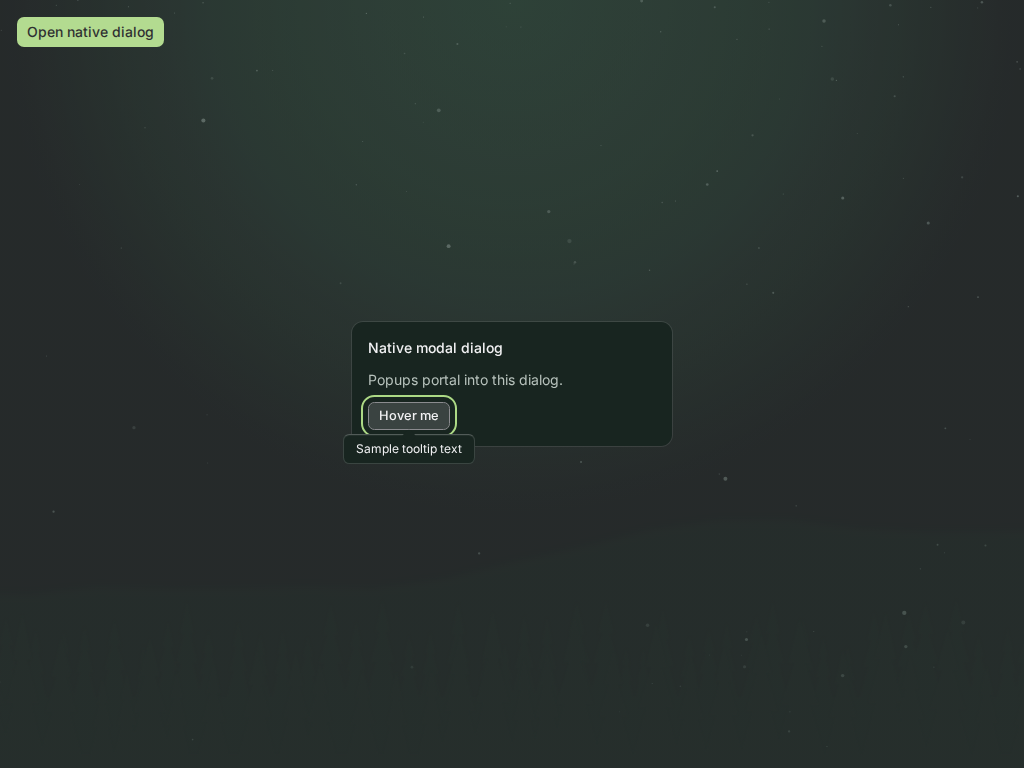 Open native dialog
Native modal dialog
Popups portal into this dialog.
Hover me
Sample tooltip text